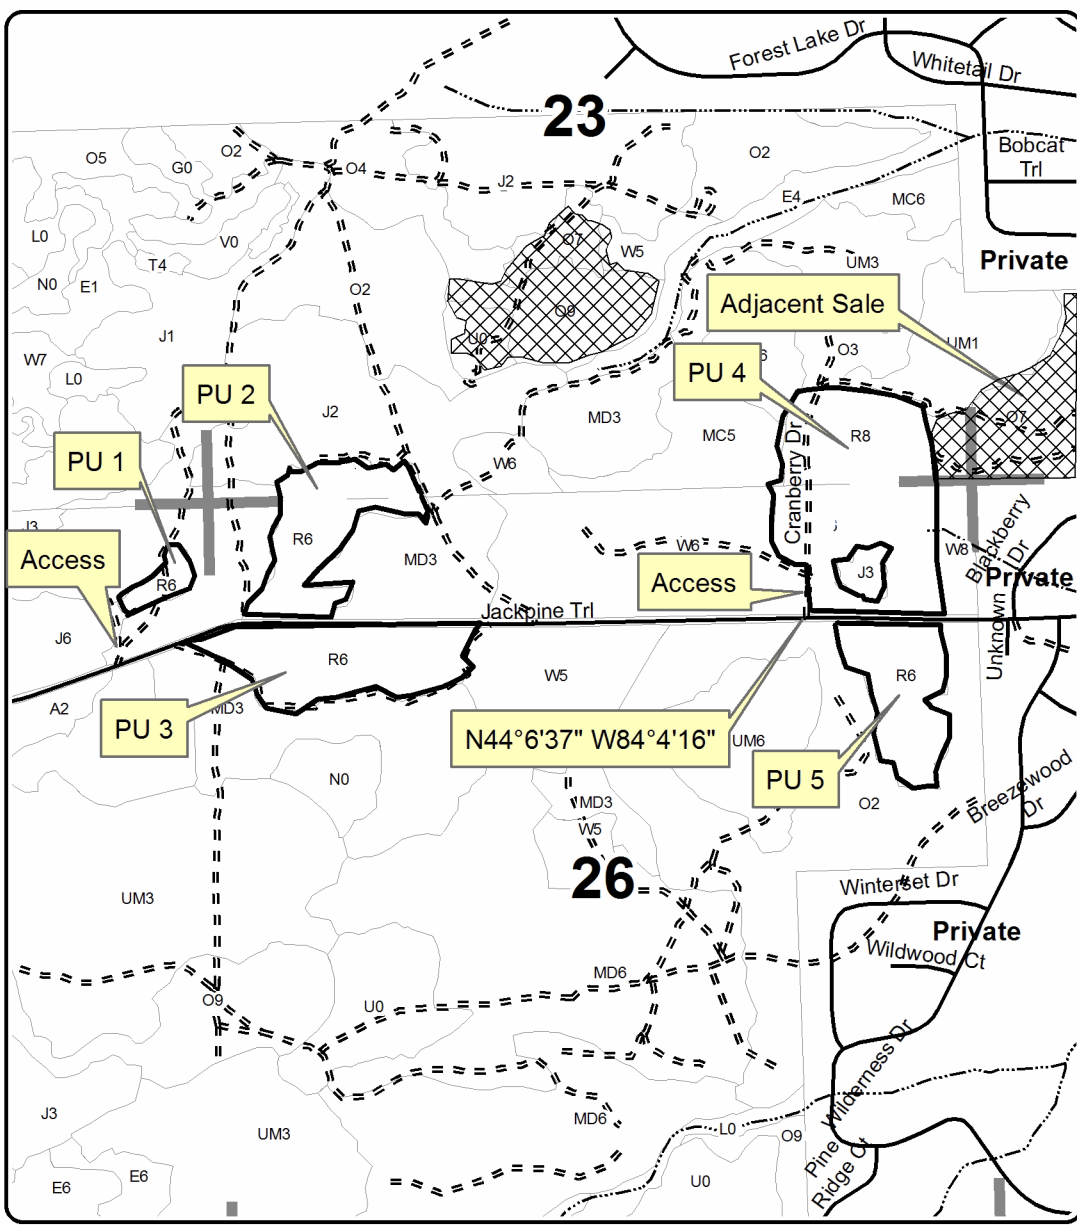 Forest Lake Dr
Whitetail Dr
23
Bobcat
Trl
O5
G0
O2
O4
J2
O2
E4
MC6
L0
V0
T4
O7
W5
UM3
Private
N0
E1
O2
O9
Adjacent Sale
J1
U0
O3
UM1
W7
L0
PU 2
PU 4
J2
MD3
MC5
R8
O7
Cranberry Dr
PU 1
W6
J3
R6
MD3
W6
W8
Blackberry
Dr
Access
R6
Access
J3
Private
Jackpine Trl
Unknown
J6
R6
W5
R6
A2
MD3
PU 3
N44°6'37" W84°4'16"
UM6
PU 5
N0
MD3
O2
Breezewood
Dr
W5
26
Winterset Dr
UM3
Private
Wildwood Ct
MD6
O9
U0
Wilderness Dr
J3
MD6
UM3
L0
O9
Pine
Ridge Ct
E6
E6
U0